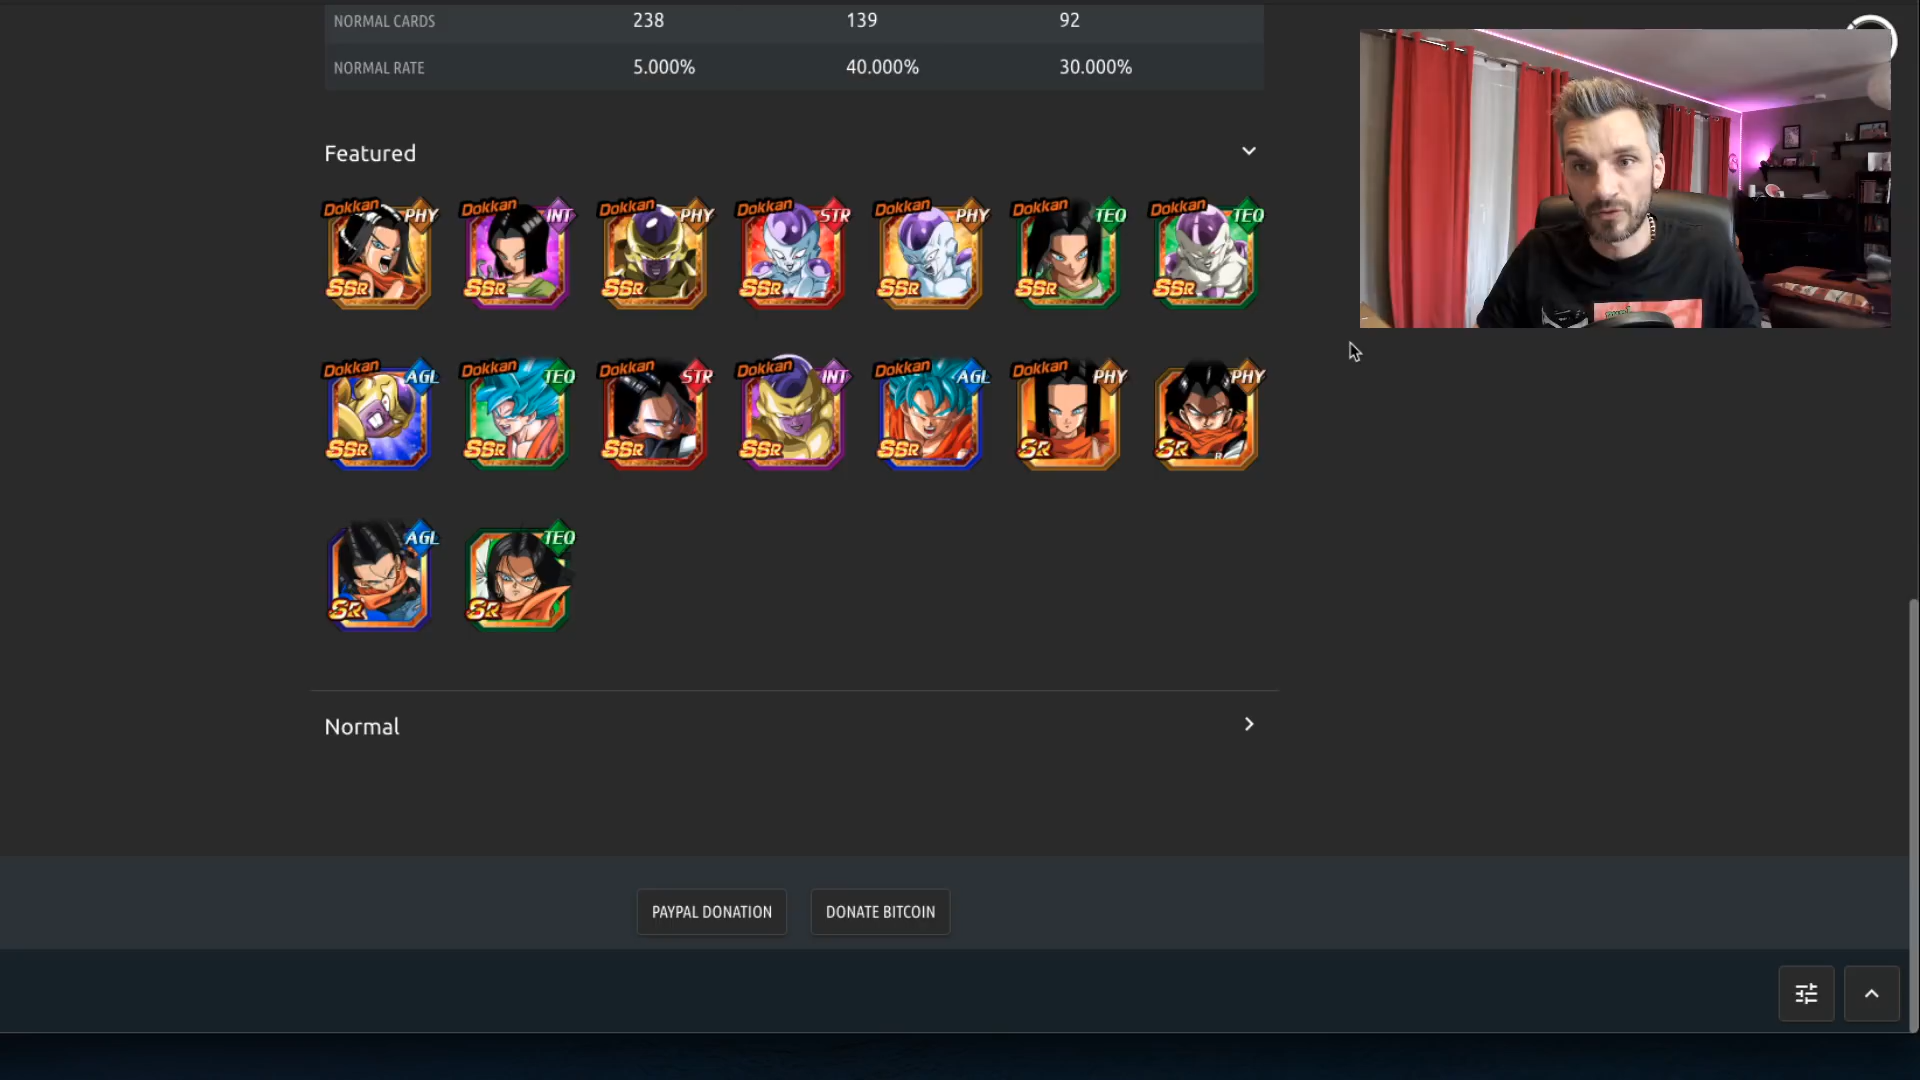 NORMAL CARDS 238 139 92
NORMAL RATE 5.000% 40.000% 30.000%
Featured
Dokkan PHY Dokkan INT Dokkan PHY Dokkan STR Dokkan PHY Dokkan TEQ Dokkan TEQ
SSR SSR SSR SSR SSR SSR SSR
Dokkan AGL Dokkan TEQ Dokkan STR Dokkan INT Dokkan AGL Dokkan PHY PHY
SSR SSR SSR SSR SSR SR SR
AGL TEQ
SR SR
Normal
PAYPAL DONATION DONATE BITCOIN